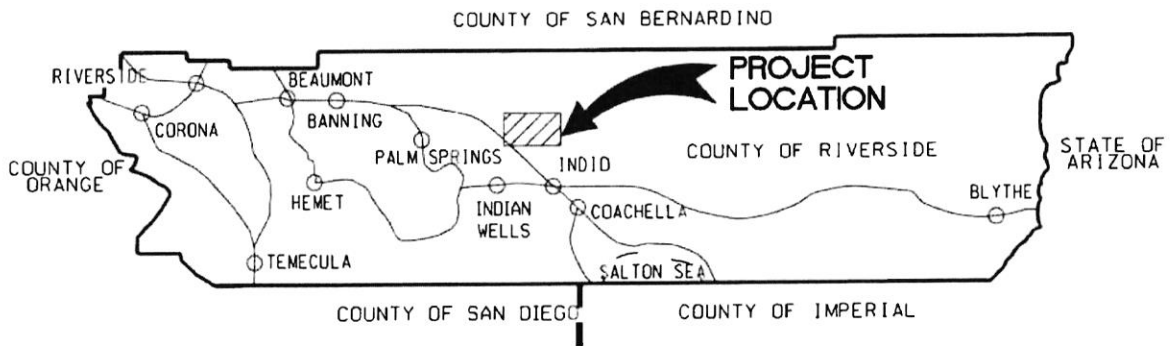 COUNTY OF SAN BERNARDINO
RIVERSIDE
BEAUMONT
PROJECT
LOCATION
CORONA
BANNING
PALM SPRINGS
COUNTY OF RIVERSIDE
STATE OF
ARIZONA
COUNTY OF
ORANGE
INDIO
HEMET
INDIAN
WELLS
COACHELLA
BLYTHE
TEMECULA
SALTON SEA
COUNTY OF SAN DIEGO
COUNTY OF IMPERIAL